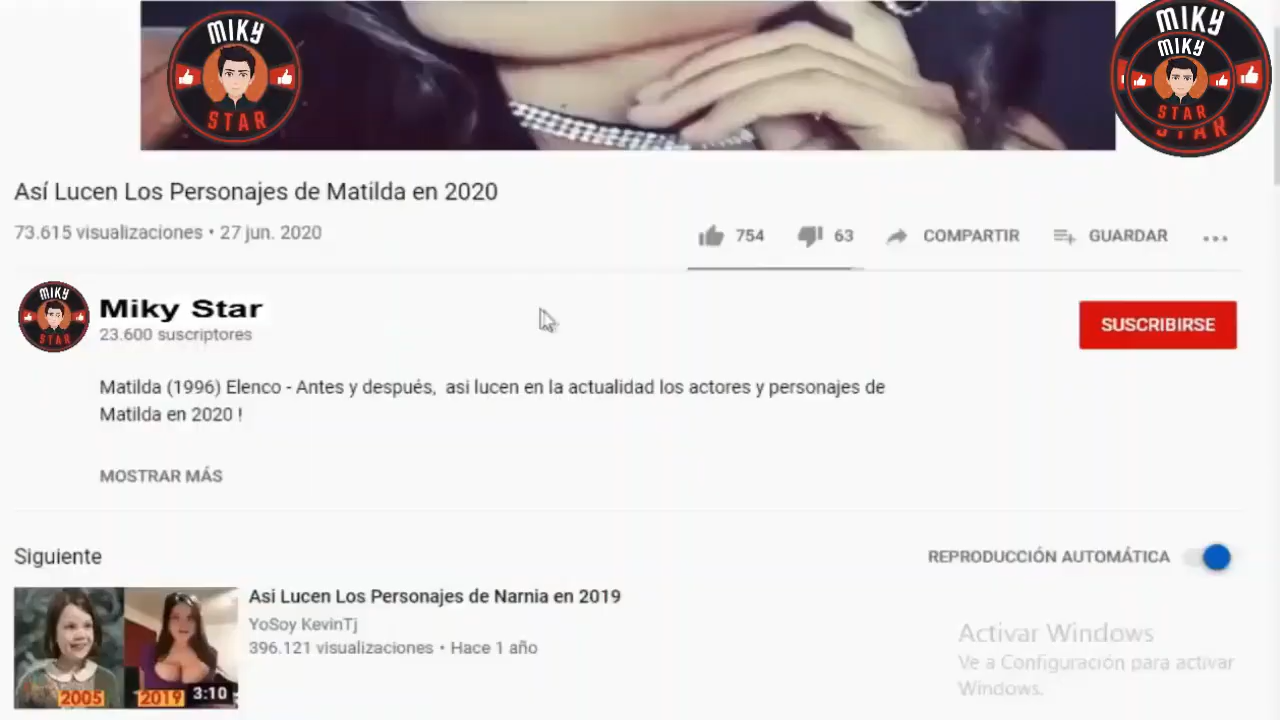 MIKY
STAR
MIKY
MIKY
STAR
STAR
Así Lucen Los Personajes de Matilda en 2020
73.615 visualizaciones • 27 jun. 2020
754
63
COMPARTIR
GUARDAR
MIKY
STAR
Miky Star
23.600 suscriptores
SUSCRIBIRSE
Matilda (1996) Elenco - Antes y después, asi lucen en la actualidad los actores y personajes de
Matilda en 2020 !
MOSTRAR MÁS
Siguiente
REPRODUCCIÓN AUTOMÁTICA
2005
2019
3:10
Asi Lucen Los Personajes de Narnia en 2019
YoSoy KevinTj
396.121 visualizaciones • Hace 1 año
Activar Windows
Ve a Configuración para activar
Windows.